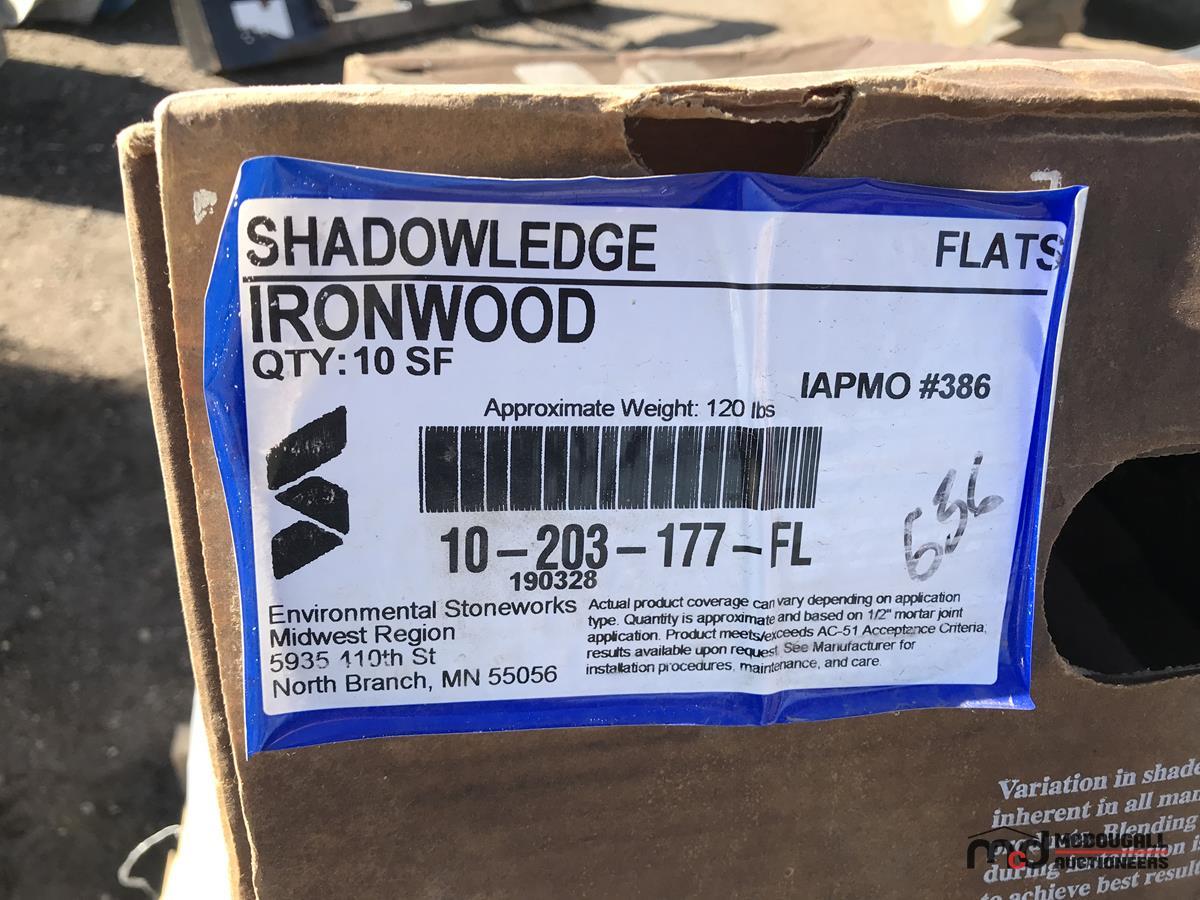 SHADOWLEDGE FLATS
IRONWOOD
QTY: 10 SF
IAPMO #386
Approximate Weight: 120 lbs
10-203-177-FL
190328
636
Environmental Stoneworks
Midwest Region
5935 110th St
North Branch, MN 55056
Actual product coverage can vary depending on application
type. Quantity is approximate and based on 1/2" mortar joint
application. Product meets/exceeds AC-51 Acceptance Criteria,
results available upon request. See Manufacturer for
installation procedures, maintenance, and care.
Variation in shade
inherent in all
Blending
during
to achieve best
mcd MCDOUGALL
AUCTIONEERS